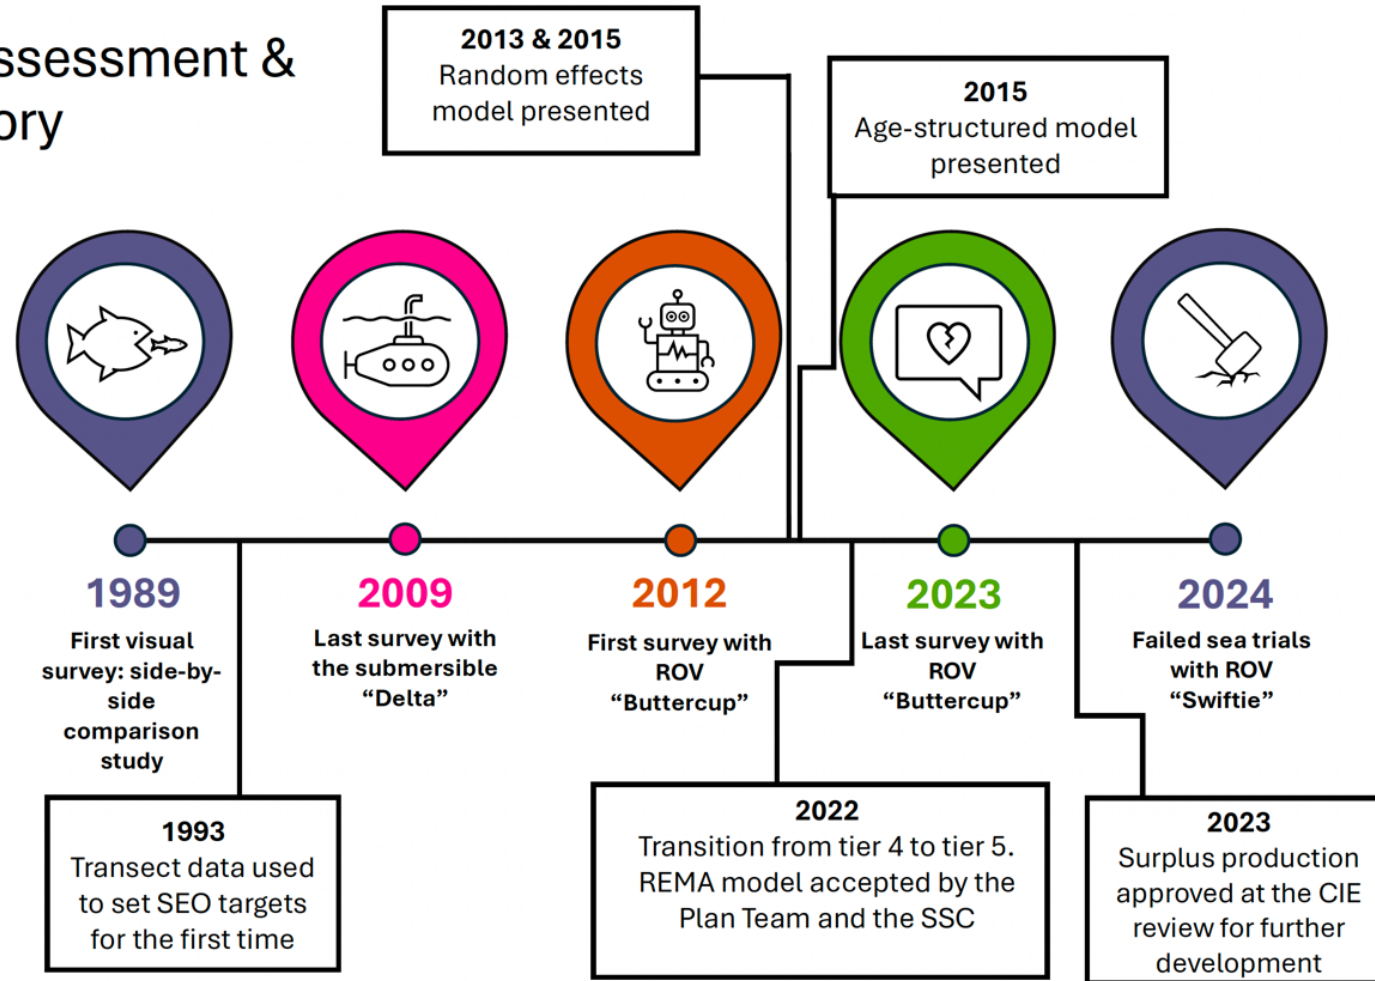 ssessment &
ory
2013 & 2015
Random effects
model presented
2015
Age-structured model
presented
1989
First visual
survey: side-by-
side
comparison
study
2009
Last survey with
the submersible
“Delta”
2012
First survey with
ROV
“Buttercup”
2023
Last survey with
ROV
“Buttercup”
2024
Failed sea trials
with ROV
“Swiftie”
1993
Transect data used
to set SEO targets
for the first time
2022
Transition from tier 4 to tier 5.
REMA model accepted by the
Plan Team and the SSC
2023
Surplus production
approved at the CIE
review for further
development